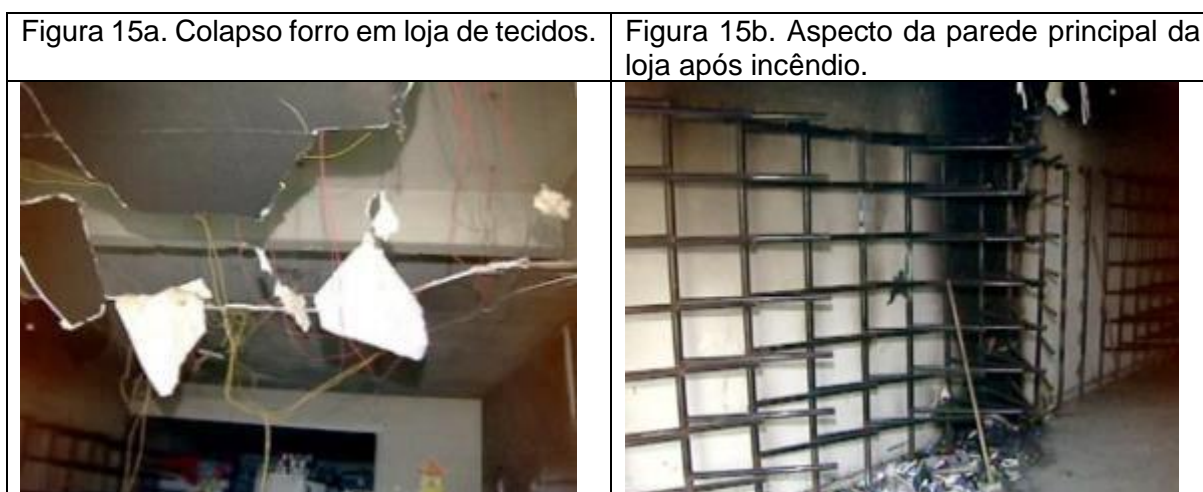 Figura 15a. Colapso forro em loja de tecidos.
Figura 15b. Aspecto da parede principal da
loja após incêndio.